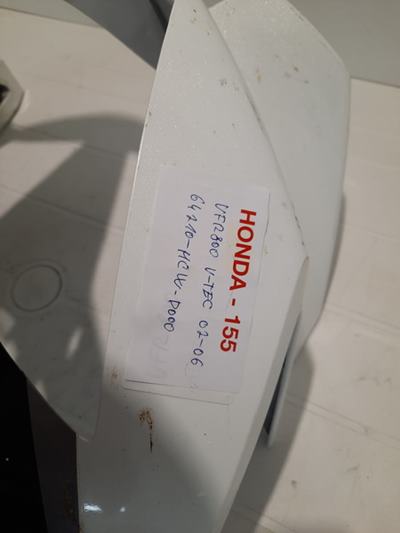 HONDA - 155
VFR800 V-TEC 02-06
64210-MCW-D000